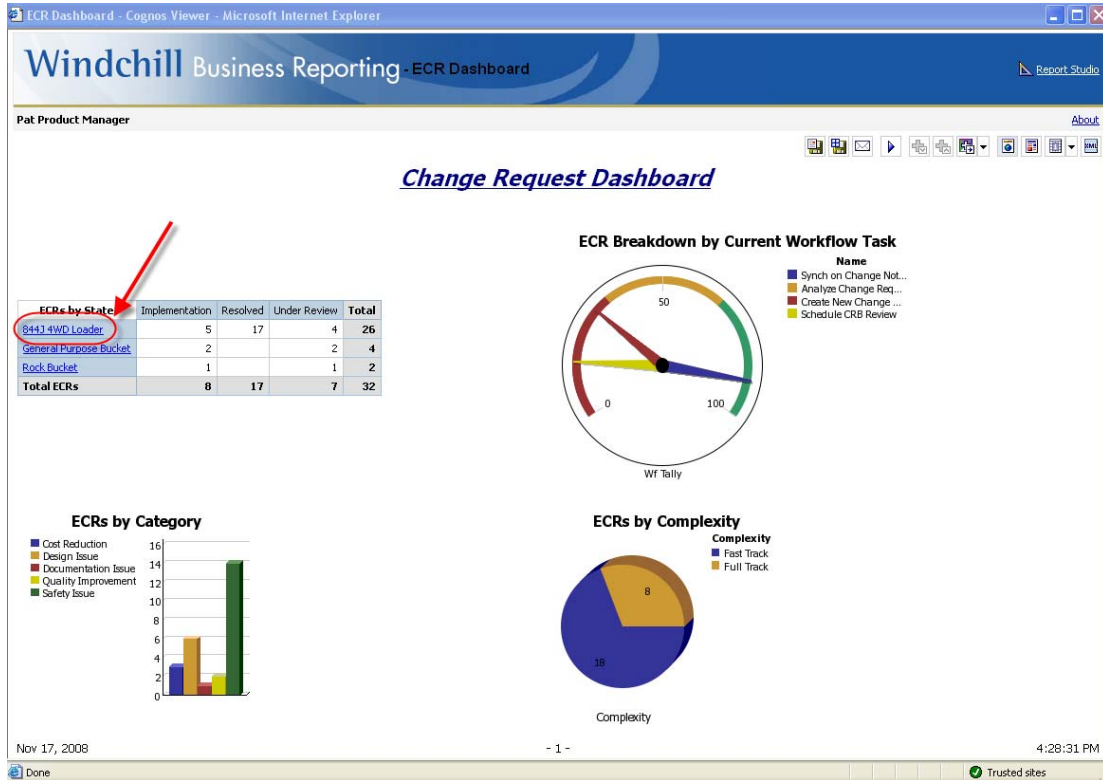 ECR Dashboard - Cognos Viewer - Microsoft Internet Explorer
Windchill Business Reporting - ECR Dashboard
Report Studio
Pat Product Manager
About
XML
Change Request Dashboard
ECRs by State Implementation Resolved Under Review Total
844J 4WD Loader 5 17 4 26
General Purpose Bucket 2 2 4
Rock Bucket 1 1 2
Total ECRs 8 17 7 32
ECR Breakdown by Current Workflow Task
Name
Synch on Change Not...
Analyze Change Req...
Create New Change ...
Schedule CRB Review
50
0
100
Wf Tally
ECRs by Category
Cost Reduction
Design Issue
Documentation Issue
Quality Improvement
Safety Issue
16
14
12
10
8
6
4
2
0
ECRs by Complexity
Complexity
Fast Track
Full Track
8
18
Complexity
Nov 17, 2008
- 1 -
4:28:31 PM
Done
Trusted sites